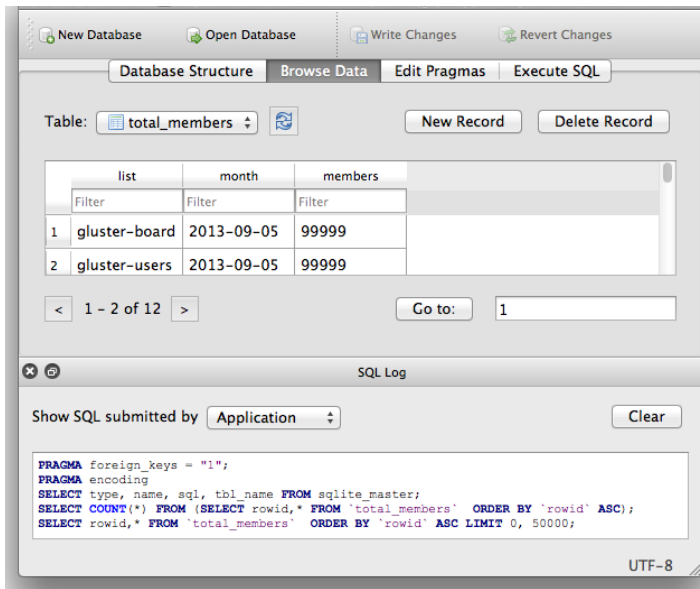 New Database Open Database Write Changes Revert Changes
Database Structure Browse Data Edit Pragmas Execute SQL
Table: total_members New Record Delete Record
list month members
Filter Filter Filter
1 gluster-board 2013-09-05 99999
2 gluster-users 2013-09-05 99999
< 1 - 2 of 12 > Go to: 1
SQL Log
Show SQL submitted by Application Clear
PRAGMA foreign_keys = "1";
PRAGMA encoding
SELECT type, name, sql, tbl_name FROM sqlite_master;
SELECT COUNT(*) FROM (SELECT rowid,* FROM `total_members`  ORDER BY `rowid` ASC);
SELECT rowid,* FROM `total_members`  ORDER BY `rowid` ASC LIMIT 0, 50000;
UTF-8